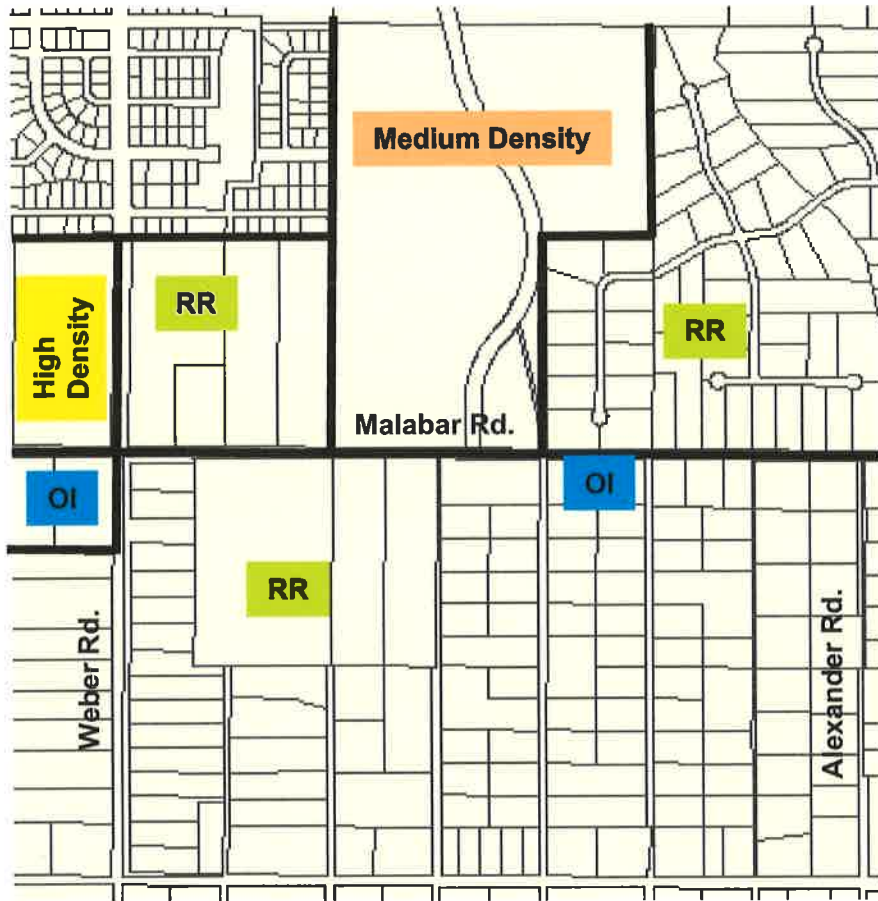 Medium Density
RR
High
Density
RR
Malabar Rd.
OI
OI
RR
Weber Rd.
Alexander Rd.